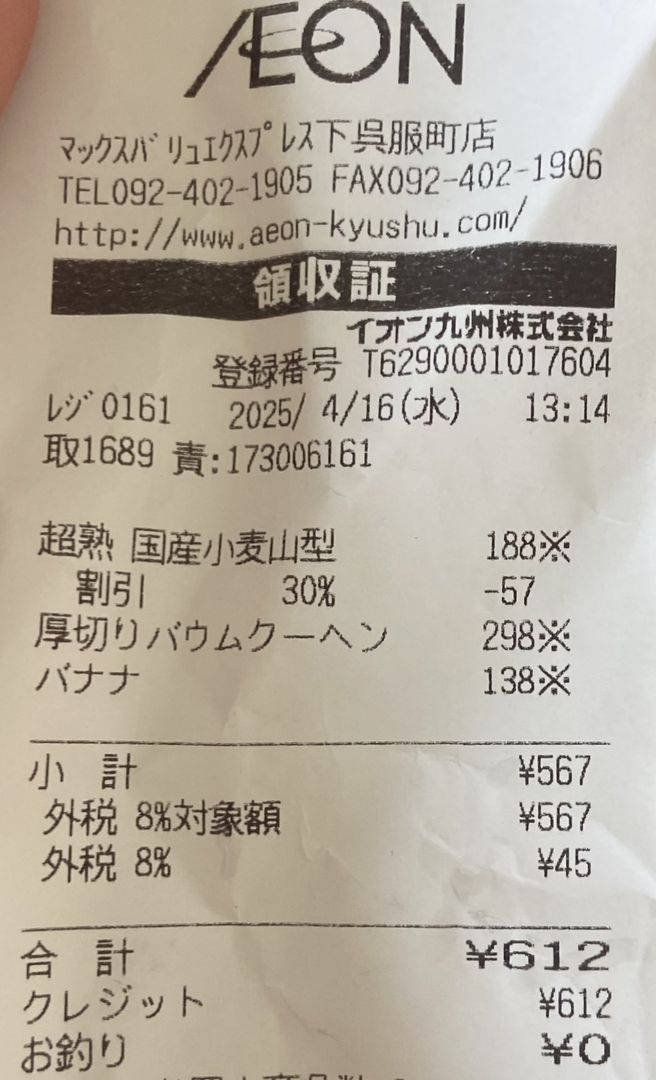 ÆON
マックスバリュエクスプレス下呉服町店
TEL092-402-1905 FAX092-402-1906
http://www.aeon-kyushu.com/
領収証
イオン九州株式会社
登録番号 T6290001017604
レジ0161 2025/ 4/16(水) 13:14
取1689 責:173006161
超熟 国産小麦山型 188※
割引 30% -57
厚切りバウムクーヘン 298※
バナナ 138※
小 計 ¥567
外税 8%対象額 ¥567
外税 8% ¥45
合 計 ¥612
クレジット ¥612
お釣り ¥0